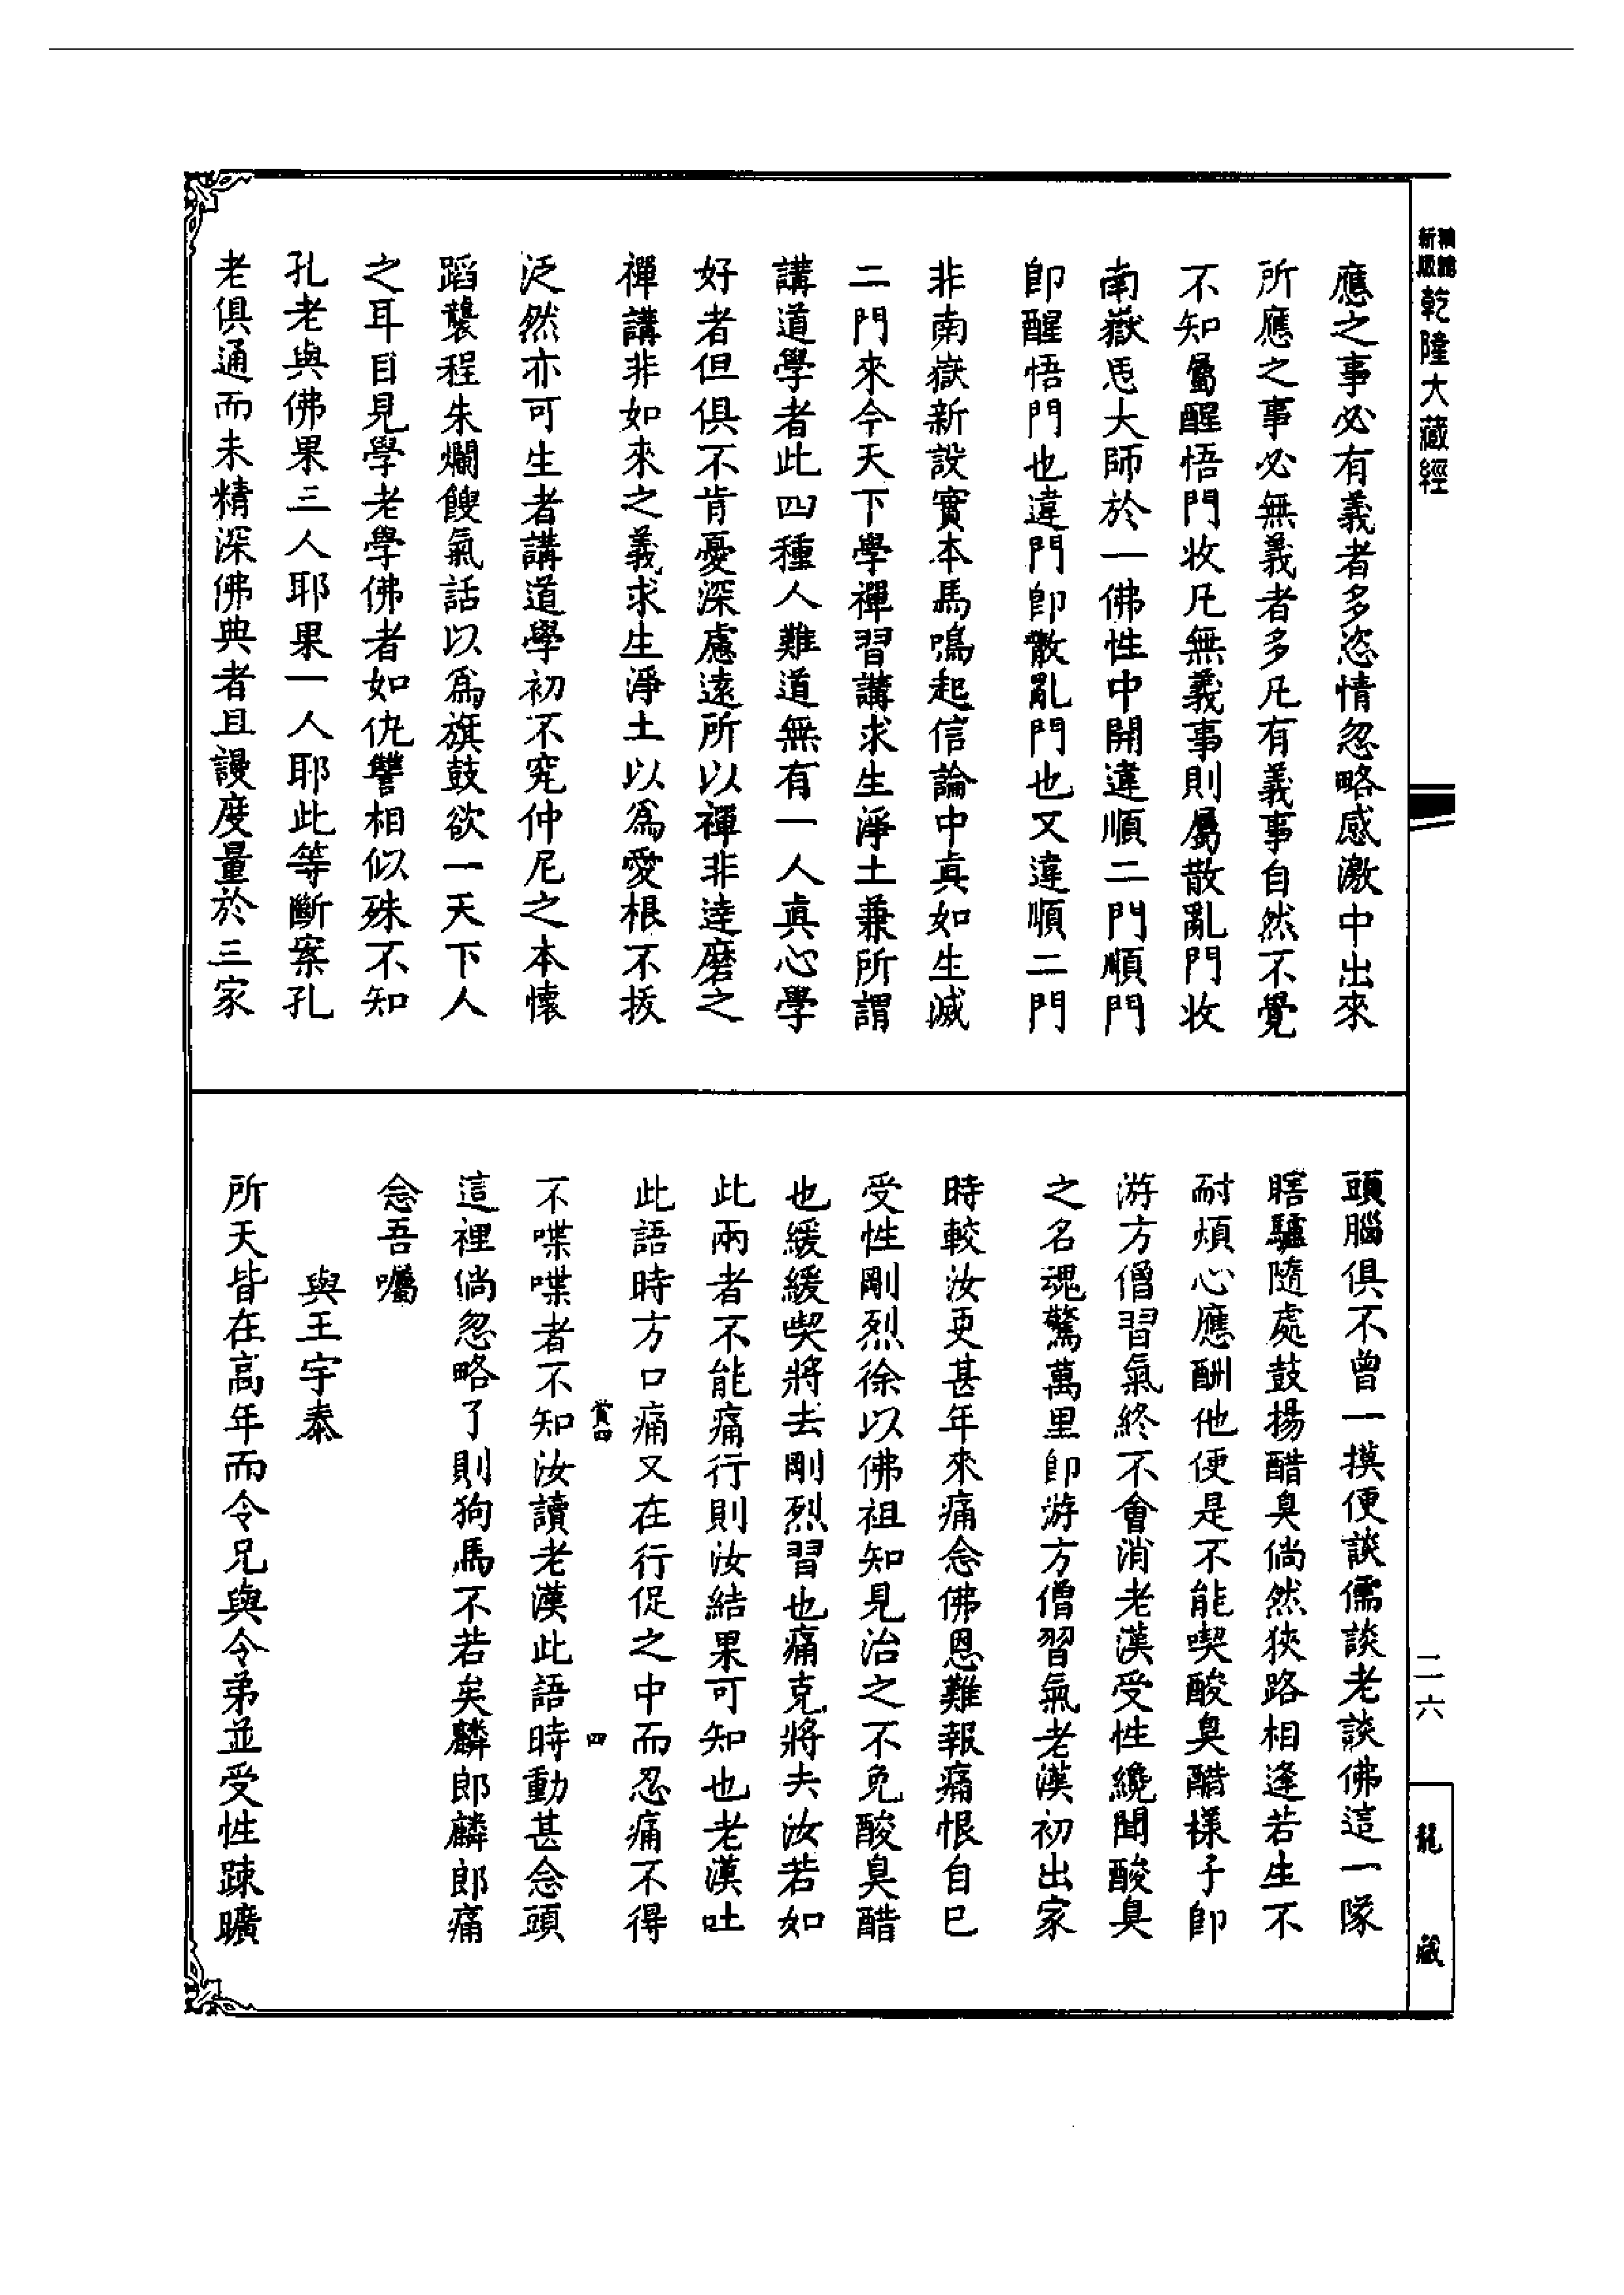 新編
縮版
乾隆大藏經
應之事必有義者多恣情忽略感激中出來
所應之事必無義者多凡有義事自然不覺
不知屬醒悟門收凡無義事則屬散亂門收
南嶽思大師於一佛性中開違順二門順門
卽醒悟門也違門卽散亂門也又違順二門
非南嶽新設實本馬鳴起信論中真如生滅
二門來今天下學禪習講求生淨土兼所謂
講道學者此四種人難道無有一人真心學
好者但俱不肯憂深慮遠所以禪非達磨之
禪講非如來之義求生淨土以爲愛根不拔
泛然亦可生者講道學初不究仲尼之本懷
蹈襲程朱爛餿氣話以爲旗鼓欲一天下人
之耳目見學老學佛者如仇讐相似殊不知
孔老與佛果三人耶果一人耶此等斷案孔
老俱通而未精深佛典者且謾度量於三家
頭腦俱不曾一摸便談儒談老談佛這一隊
瞎驢隨處鼓揚醋臭倘然狹路相逢若生不
耐煩心應酬他便是不能喫酸臭醋樣子卽
游方僧習氣終不會消老漢受性纔聞酸臭
之名魂驚萬里卽游方僧習氣老漢初出家
時較汝更甚年來痛念佛恩難報痛恨自已
受性剛烈徐以佛祖知見治之不免酸臭醋
也緩緩喫將去剛烈習也痛克將去汝若如
此兩者不能痛行則汝結果可知也老漢吐
此語時方口痛又在行促之中而忍痛不得
賞四
四
不喋喋者不知汝讀老漢此語時動甚念頭
這裡倘忽略了則狗馬不若矣麟郎麟郎痛
念吾囑
與王宇泰
所天皆在高年而令兄與令弟並受性疎曠
二六
龍藏